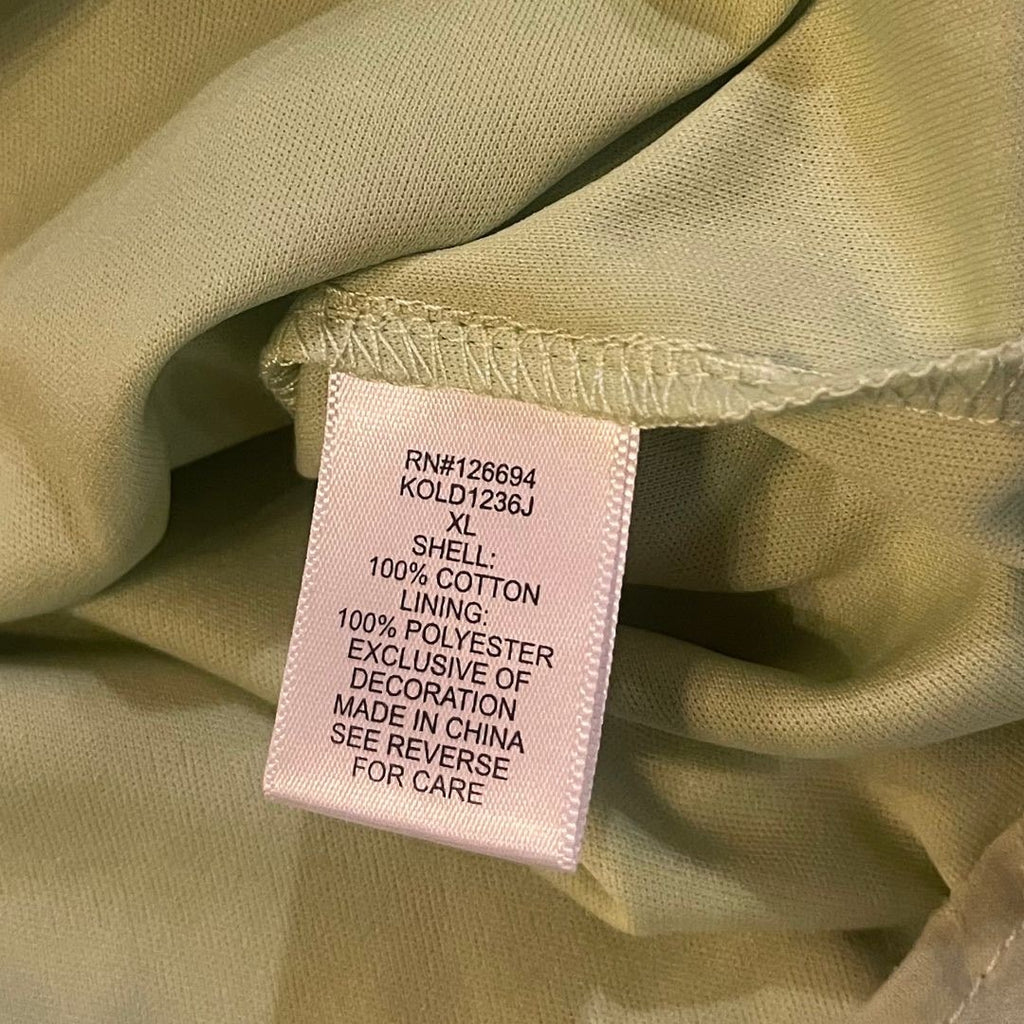 RN#126694
KOLD1236J
XL
SHELL:
100% COTTON
LINING:
100% POLYESTER
EXCLUSIVE OF
DECORATION
MADE IN CHINA
SEE REVERSE
FOR CARE